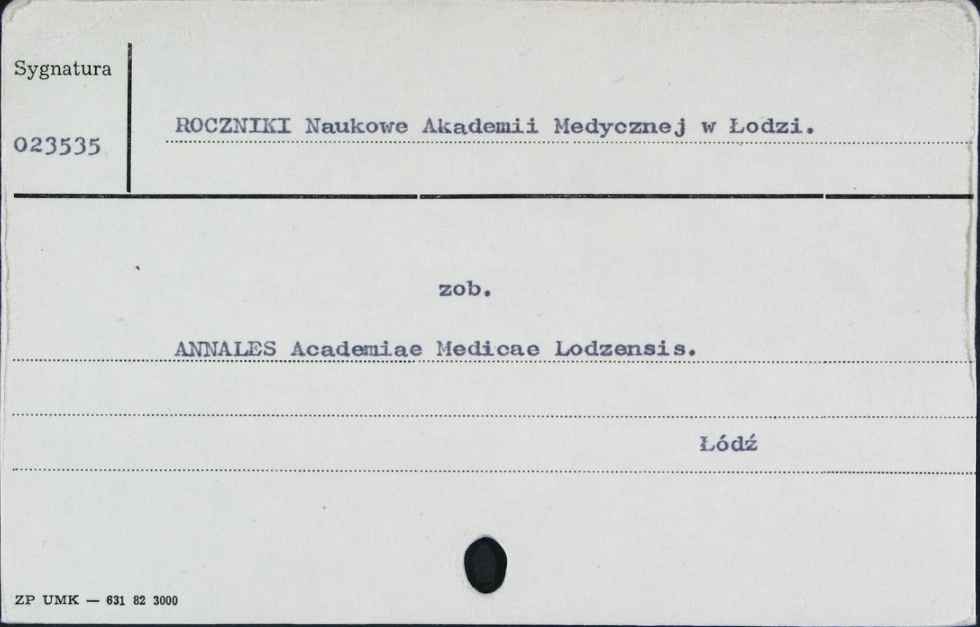 Sygnatura
023535
ROCZNIKI Naukowe Akademii Medycznej w Łodzi.
zob.
ANNALES Academiae Medicae Lodzensis.
Łódź
ZP UMK — 631 82 3000